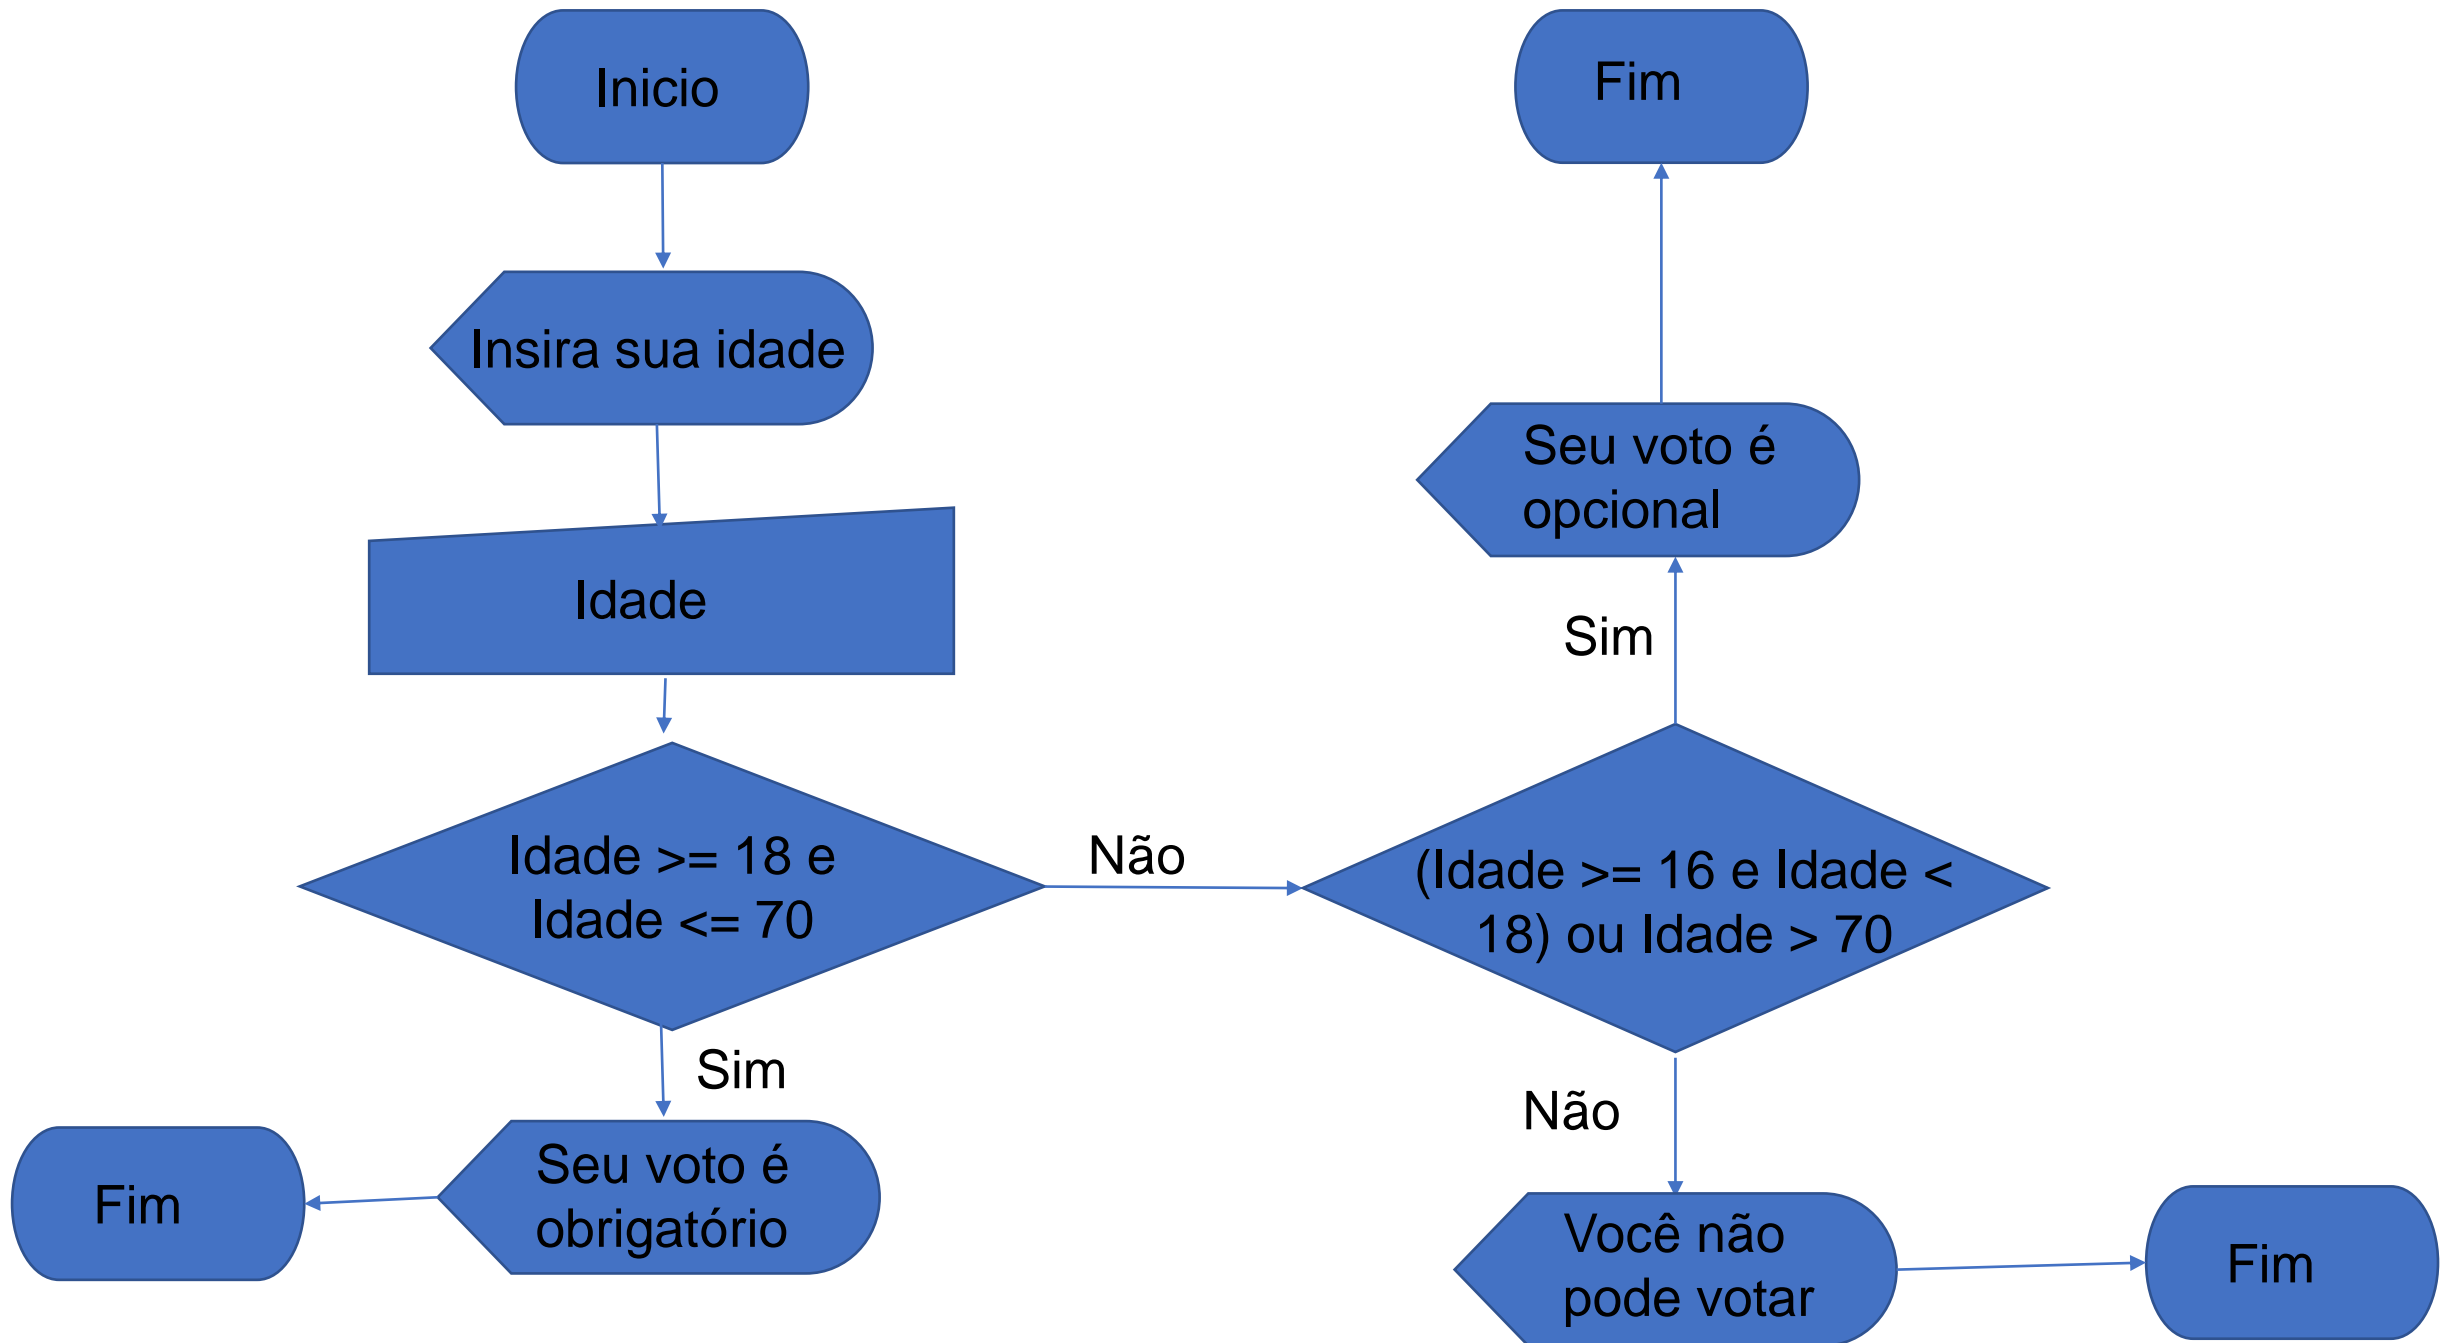 Inicio
Insira sua idade
Idade
Idade >= 18 e
Idade <= 70
Sim
Seu voto é
obrigatório
Fim
Não
(Idade >= 16 e Idade <
18) ou Idade > 70
Sim
Seu voto é
opcional
Fim
Não
Você não
pode votar
Fim